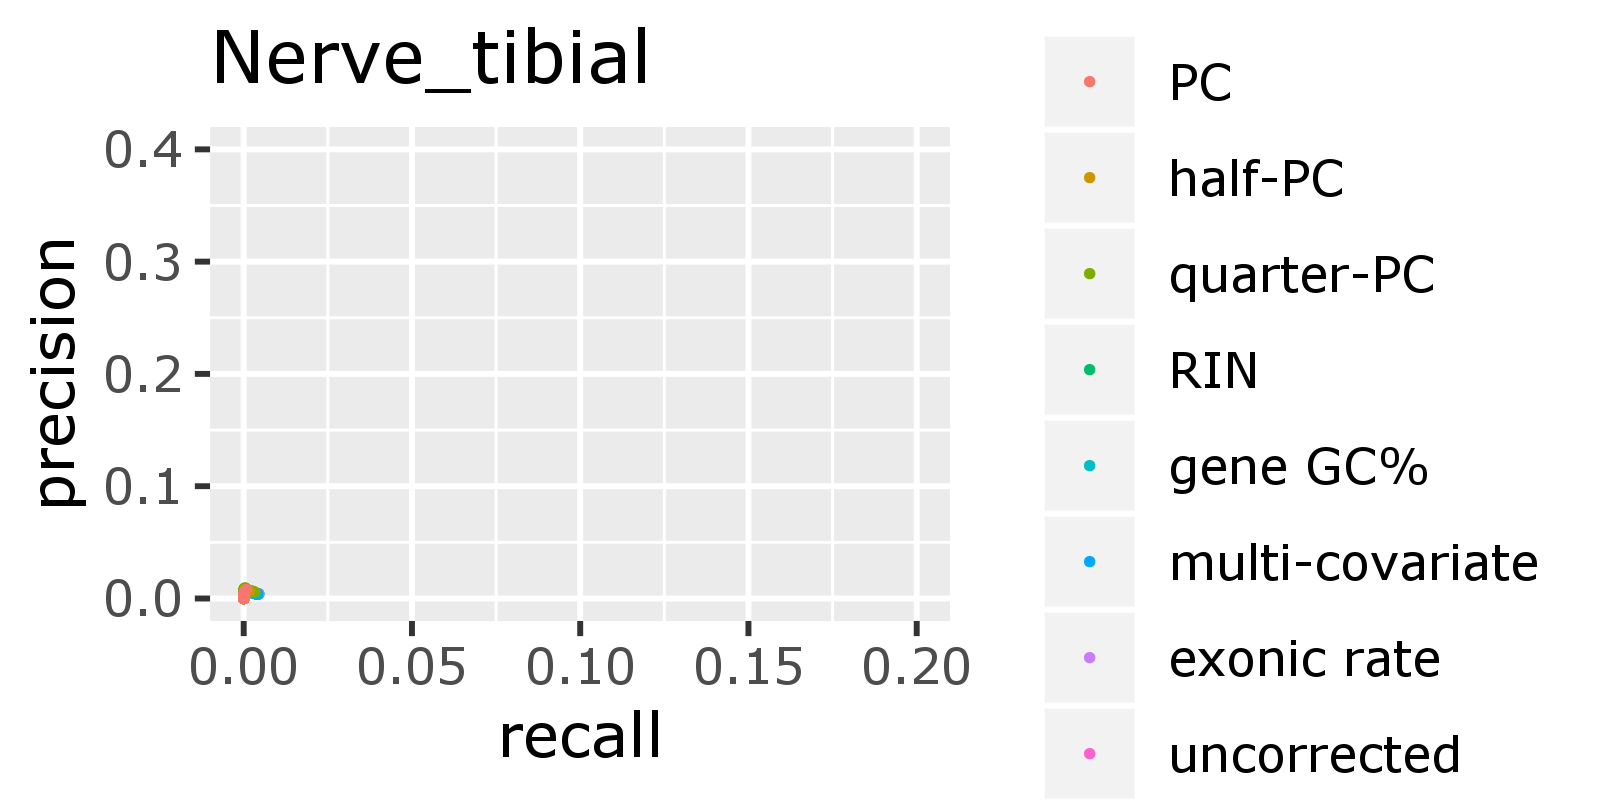 Nerve_tibial
precision
0.4
0.3
0.2
0.1
0.0
0.00 0.05 0.10 0.15 0.20
recall
PC
half-PC
quarter-PC
RIN
gene GC%
multi-covariate
exonic rate
uncorrected